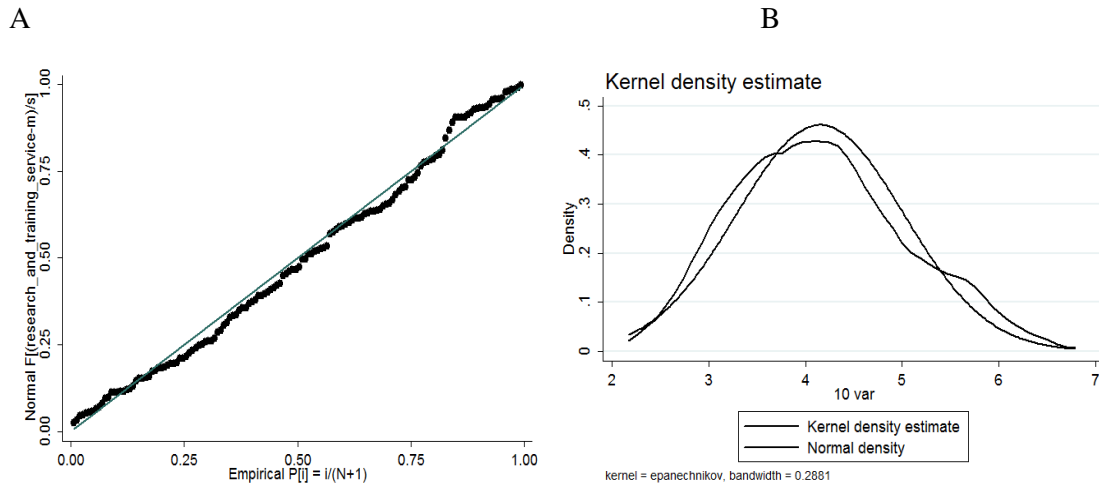 A
B
Normal F[(research_and_training_service-m)/s]
1.00
0.75
0.50
0.25
0.00
0.00 0.25 0.50 0.75 1.00
Empirical P[i] = i/(N+1)
Kernel density estimate
Density
.5
.4
.3
.2
.1
0
2 3 4 5 6 7
10 var
Kernel density estimate
Normal density
kernel = epanechnikov, bandwidth = 0.2881